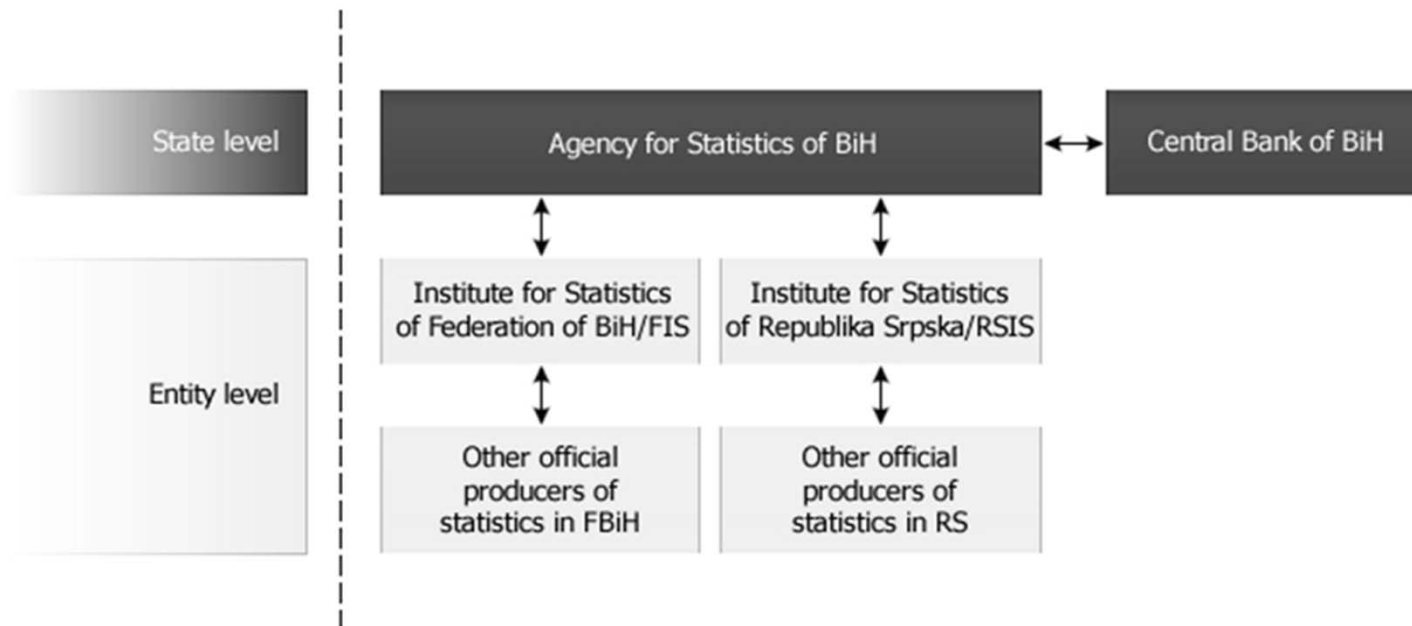 State level
Agency for Statistics of BiH
Central Bank of BiH
Entity level
Institute for Statistics
of Federation of BiH/FIS
Institute for Statistics
of Republika Srpska/RSIS
Other official
producers of
statistics in FBiH
Other official
producers of
statistics in RS